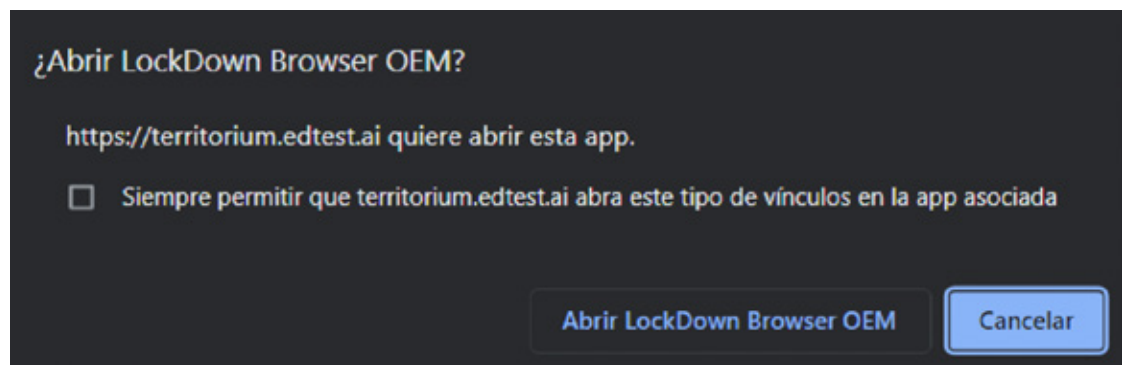 ¿Abrir LockDown Browser OEM?
https://territorium.edtest.ai quiere abrir esta app.
Siempre permitir que territorium.edtest.ai abra este tipo de vínculos en la app asociada
Abrir LockDown Browser OEM
Cancelar